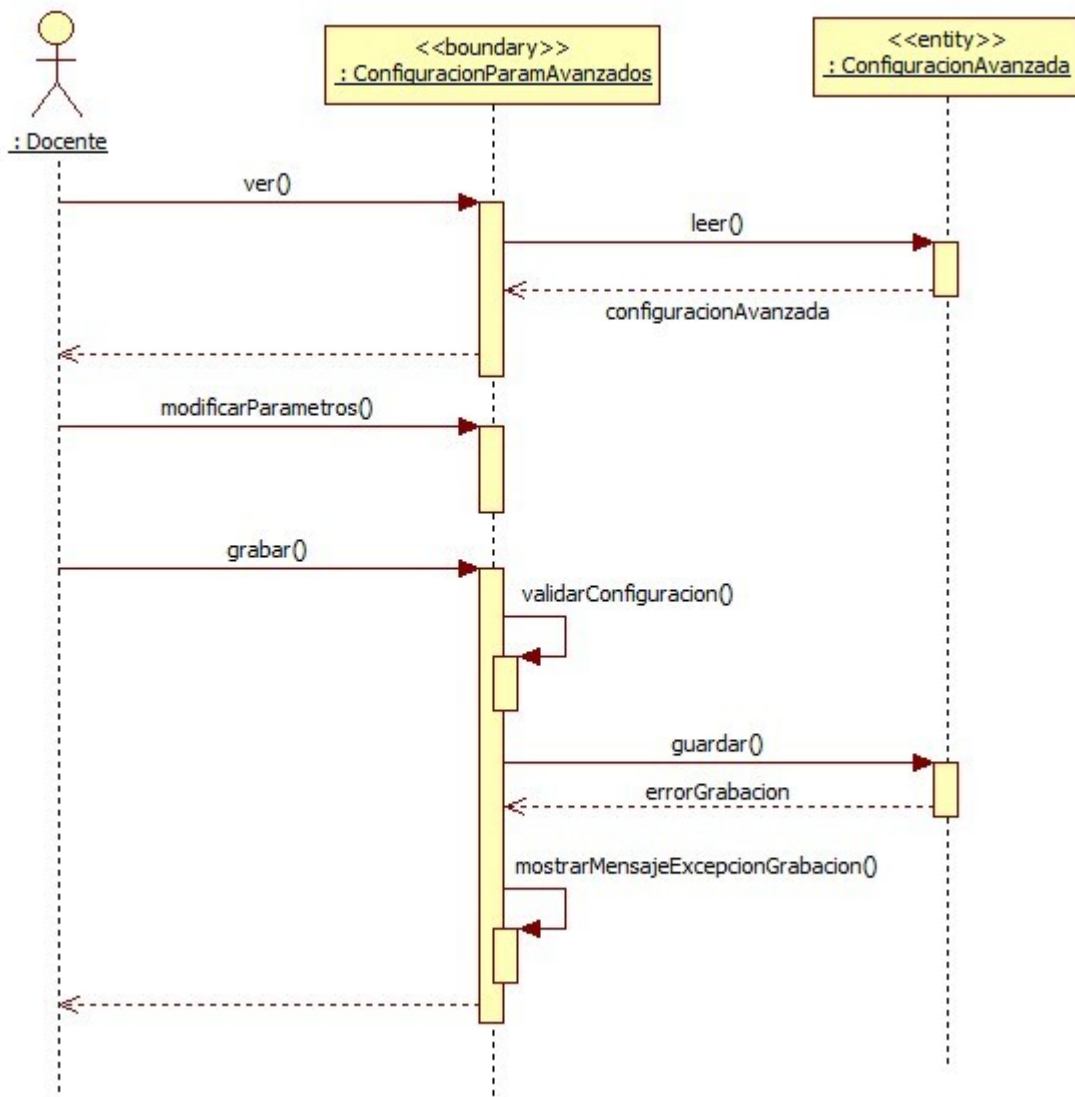 <<boundary>>
: ConfiguracionParamAvanzados
<<entity>>
: ConfiguracionAvanzada
: Docente
ver()
leer()
configuracionAvanzada
modificarParametros()
grabar()
validarConfiguracion()
guardar()
errorGrabacion
mostrarMensajeExcepcionGrabacion()